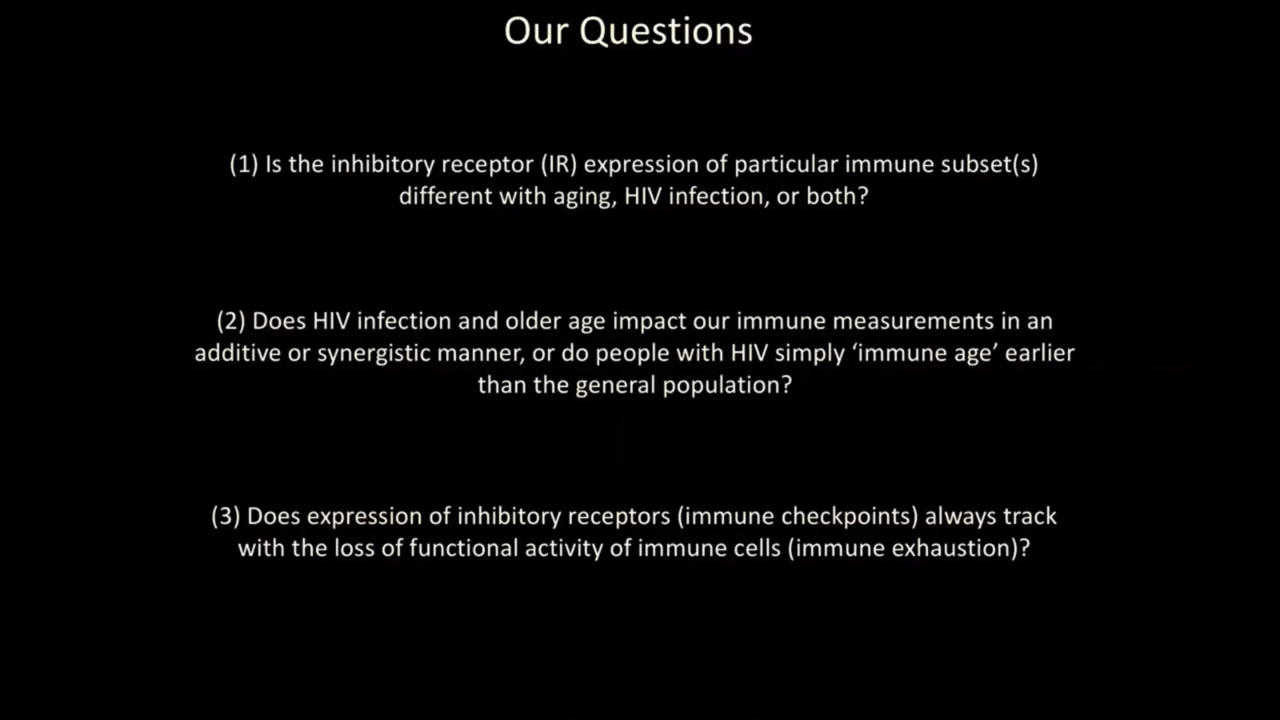 Our Questions
(1) Is the inhibitory receptor (IR) expression of particular immune subset(s)
different with aging, HIV infection, or both?
(2) Does HIV infection and older age impact our immune measurements in an
additive or synergistic manner, or do people with HIV simply ‘immune age’ earlier
than the general population?
(3) Does expression of inhibitory receptors (immune checkpoints) always track
with the loss of functional activity of immune cells (immune exhaustion)?